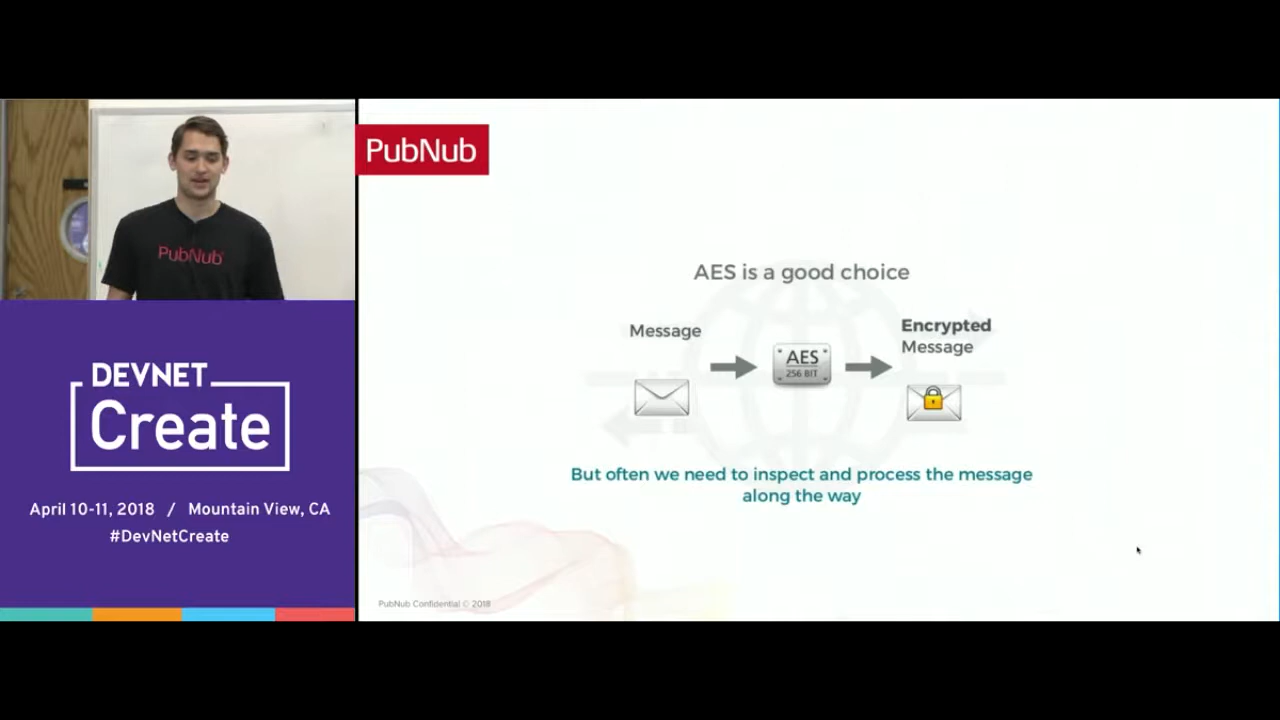 PubNub
DEVNET
Create
April 10-11, 2018 / Mountain View, CA
#DevNetCreate
PubNub
AES is a good choice
Message
AES
256 BIT
Encrypted
Message
But often we need to inspect and process the message
along the way
PubNub Confidential © 2018